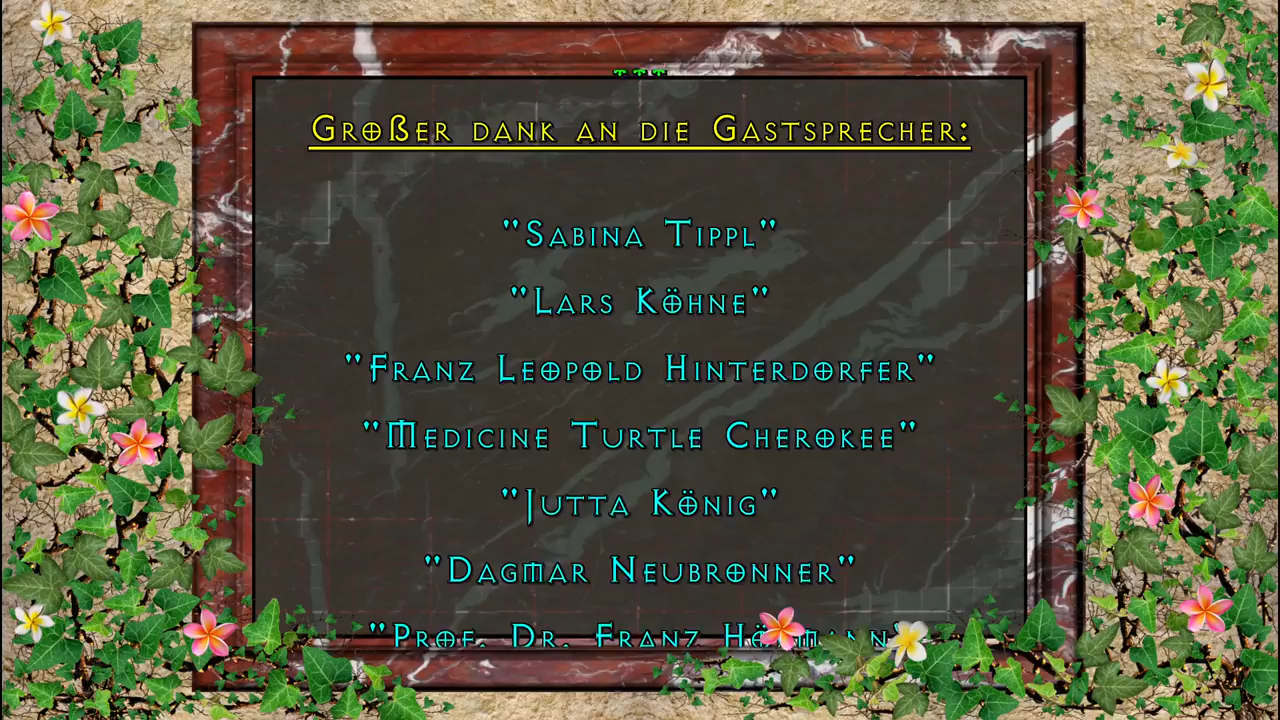 Großer dank an die Gastsprecher:
"Sabina Tippl"
"Lars Köhne"
"Franz Leopold Hinterdorfer"
"Medicine Turtle Cherokee"
"Jutta König"
"Dagmar Neubronner"
"Prof. Dr. Franz